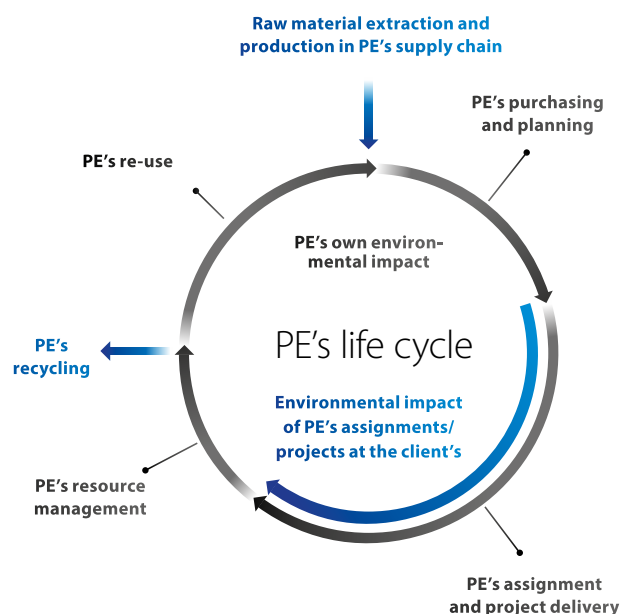 Raw material extraction and
production in PE’s supply chain
PE’s purchasing
and planning
PE’s re-use
PE’s own environ-
mental impact
PE’s life cycle
PE’s
recycling
Environmental impact
of PE’s assignments/
projects at the client’s
PE’s resource
management
PE’s assignment
and project delivery